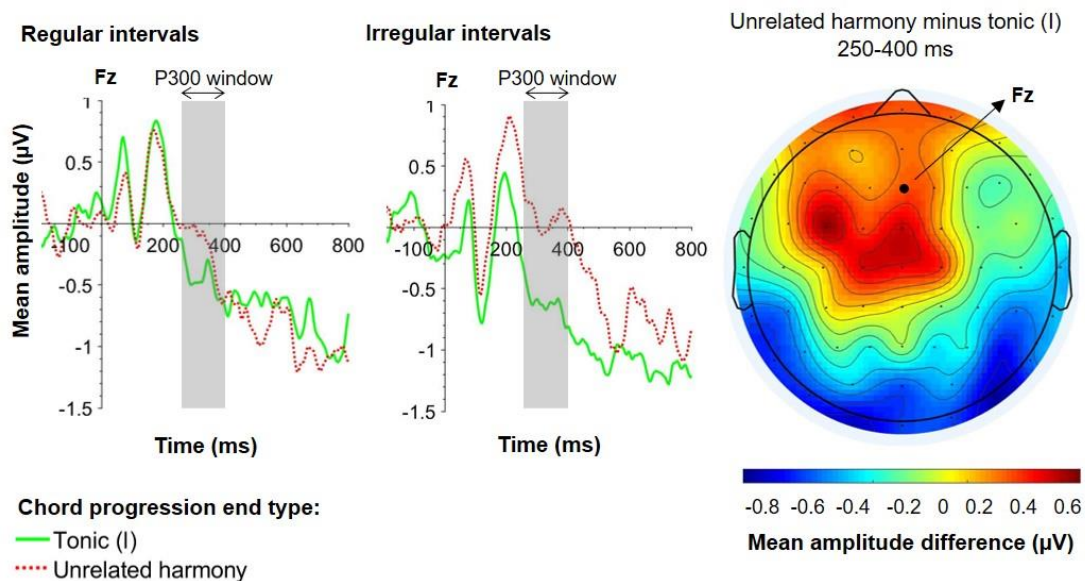 Regular intervals
Fz
P300 window
1
0.5
0
-0.5
-1
-1.5
-100
200
400
600
800
Mean amplitude (µV)
Time (ms)
Irregular intervals
Fz
P300 window
1
0.5
0
-0.5
-1
-1.5
-100
200
400
600
800
Time (ms)
Unrelated harmony minus tonic (I)
250-400 ms
Fz
-0.8 -0.6 -0.4 -0.2 0 0.2 0.4 0.6
Mean amplitude difference (µV)
Chord progression end type:
Tonic (I)
Unrelated harmony